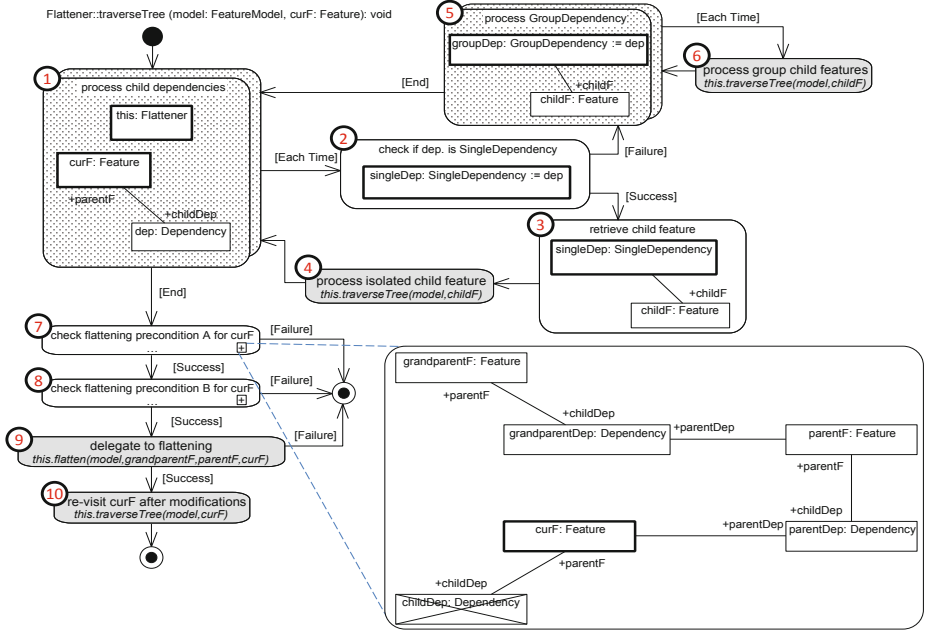 Flattener::traverseTree (model: FeatureModel, curF: Feature): void
1
process child dependencies
this: Flattener
curF: Feature
+parentF
+childDep
dep: Dependency
[Each Time]
[End]
2
check if dep. is SingleDependency
singleDep: SingleDependency := dep
[Failure]
[Success]
3
retrieve child feature
singleDep: SingleDependency
+childF
childF: Feature
4
process isolated child feature
this.traverseTree(model,childF)
5
process GroupDependency
groupDep: GroupDependency := dep
+childF
childF: Feature
[Each Time]
[End]
6
process group child features
this.traverseTree(model,childF)
7
check flattening precondition A for curF
...
[Failure]
[Success]
8
check flattening precondition B for curF
...
[Failure]
[Success]
9
delegate to flattening
this.flatten(model,grandparentF,parentF,curF)
[Failure]
[Success]
10
re-visit curF after modifications
this.traverseTree(model,curF)
grandparentF: Feature
+parentF
+childDep
grandparentDep: Dependency
+parentDep
parentF: Feature
+parentF
+childDep
parentDep: Dependency
+parentDep
curF: Feature
+parentF
+childDep
childDep: Dependency